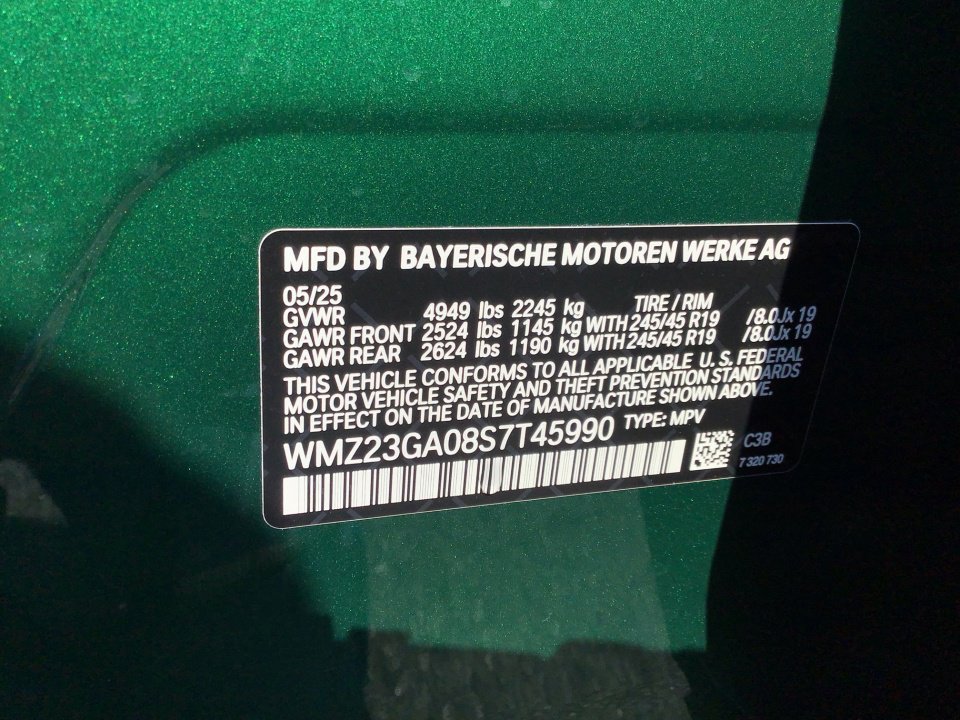 MFD BY BAYERISCHE MOTOREN WERKE AG
05/25
GVWR 4949 lbs 2245 kg TIRE / RIM
GAWR FRONT 2524 lbs 1145 kg WITH 245/45 R19 /8.0Jx 19
GAWR REAR 2624 lbs 1190 kg WITH 245/45 R19 /8.0Jx 19
THIS VEHICLE CONFORMS TO ALL APPLICABLE U. S. FEDERAL
MOTOR VEHICLE SAFETY AND THEFT PREVENTION STANDARDS
IN EFFECT ON THE DATE OF MANUFACTURE SHOWN ABOVE.
WMZ23GA08S7T45990 TYPE: MPV
C3B
7 320 730